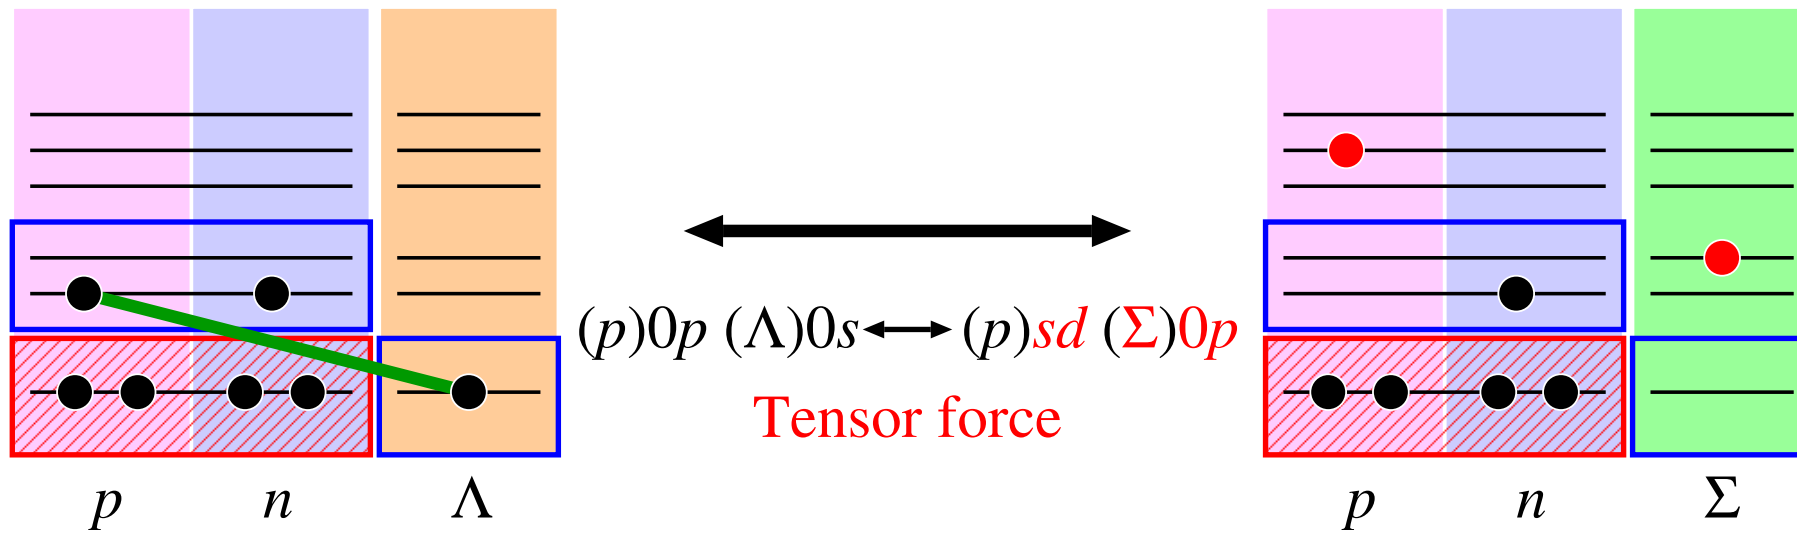 (p)0p (Λ)0s↔(p)sd (Σ)0p
Tensor force
p n Λ p n Σ